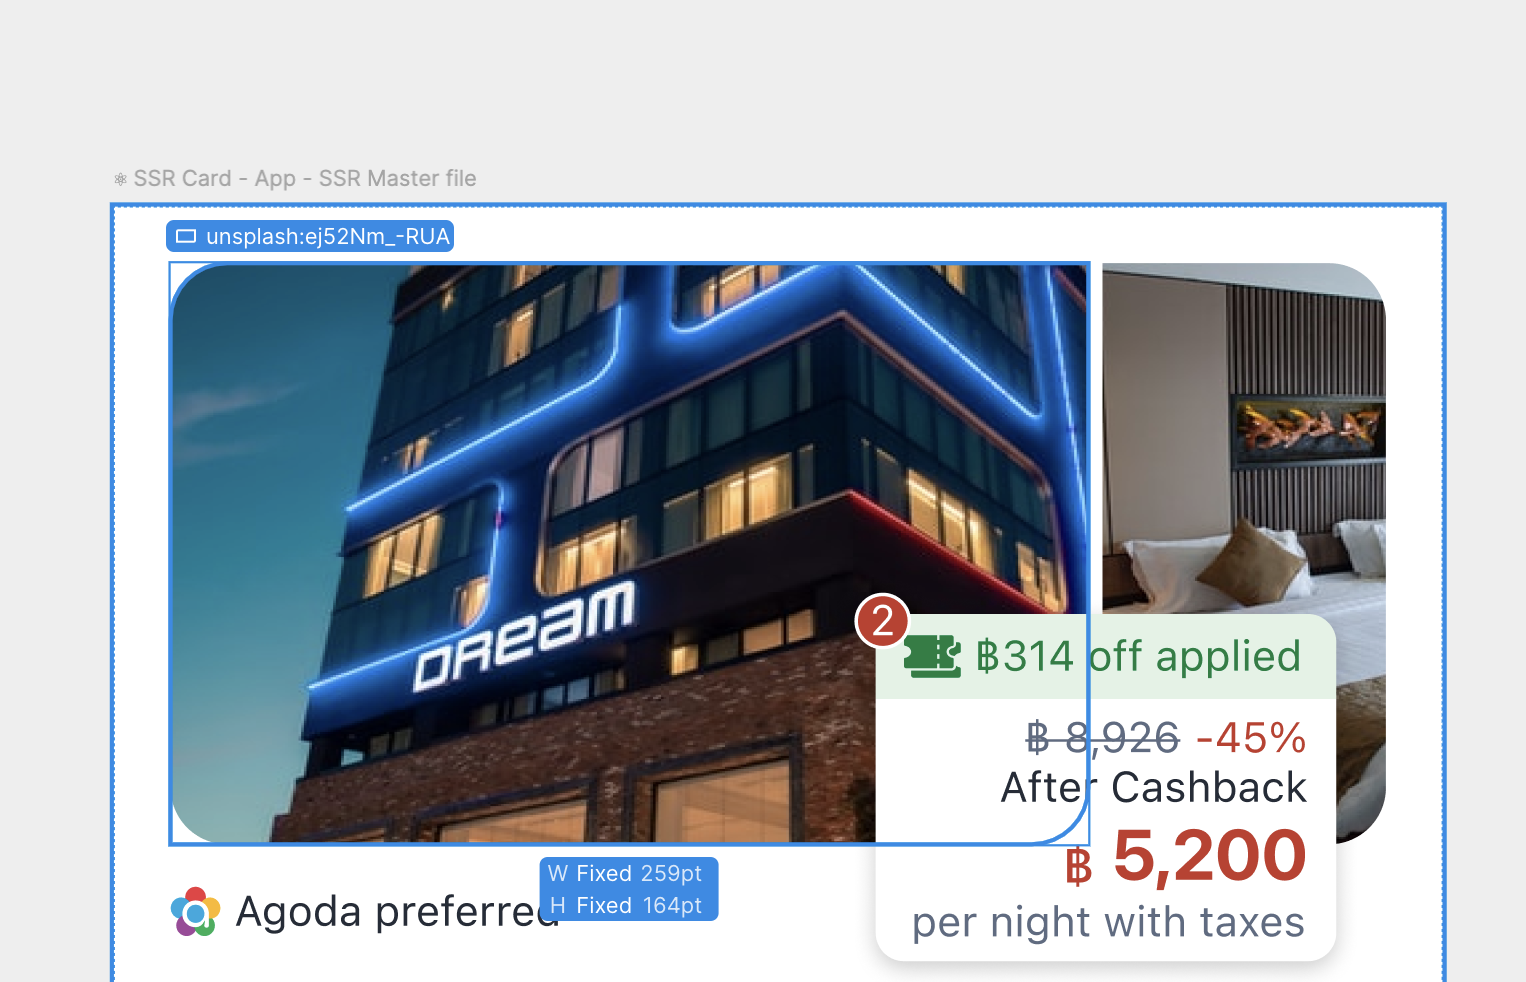 SSR Card - App - SSR Master file
unsplash:ej52Nm_-RUA
DREAM
2
฿314 off applied
฿ 8,926 -45%
After Cashback
฿ 5,200
per night with taxes
W Fixed 259pt
H Fixed 164pt
Agoda preferred